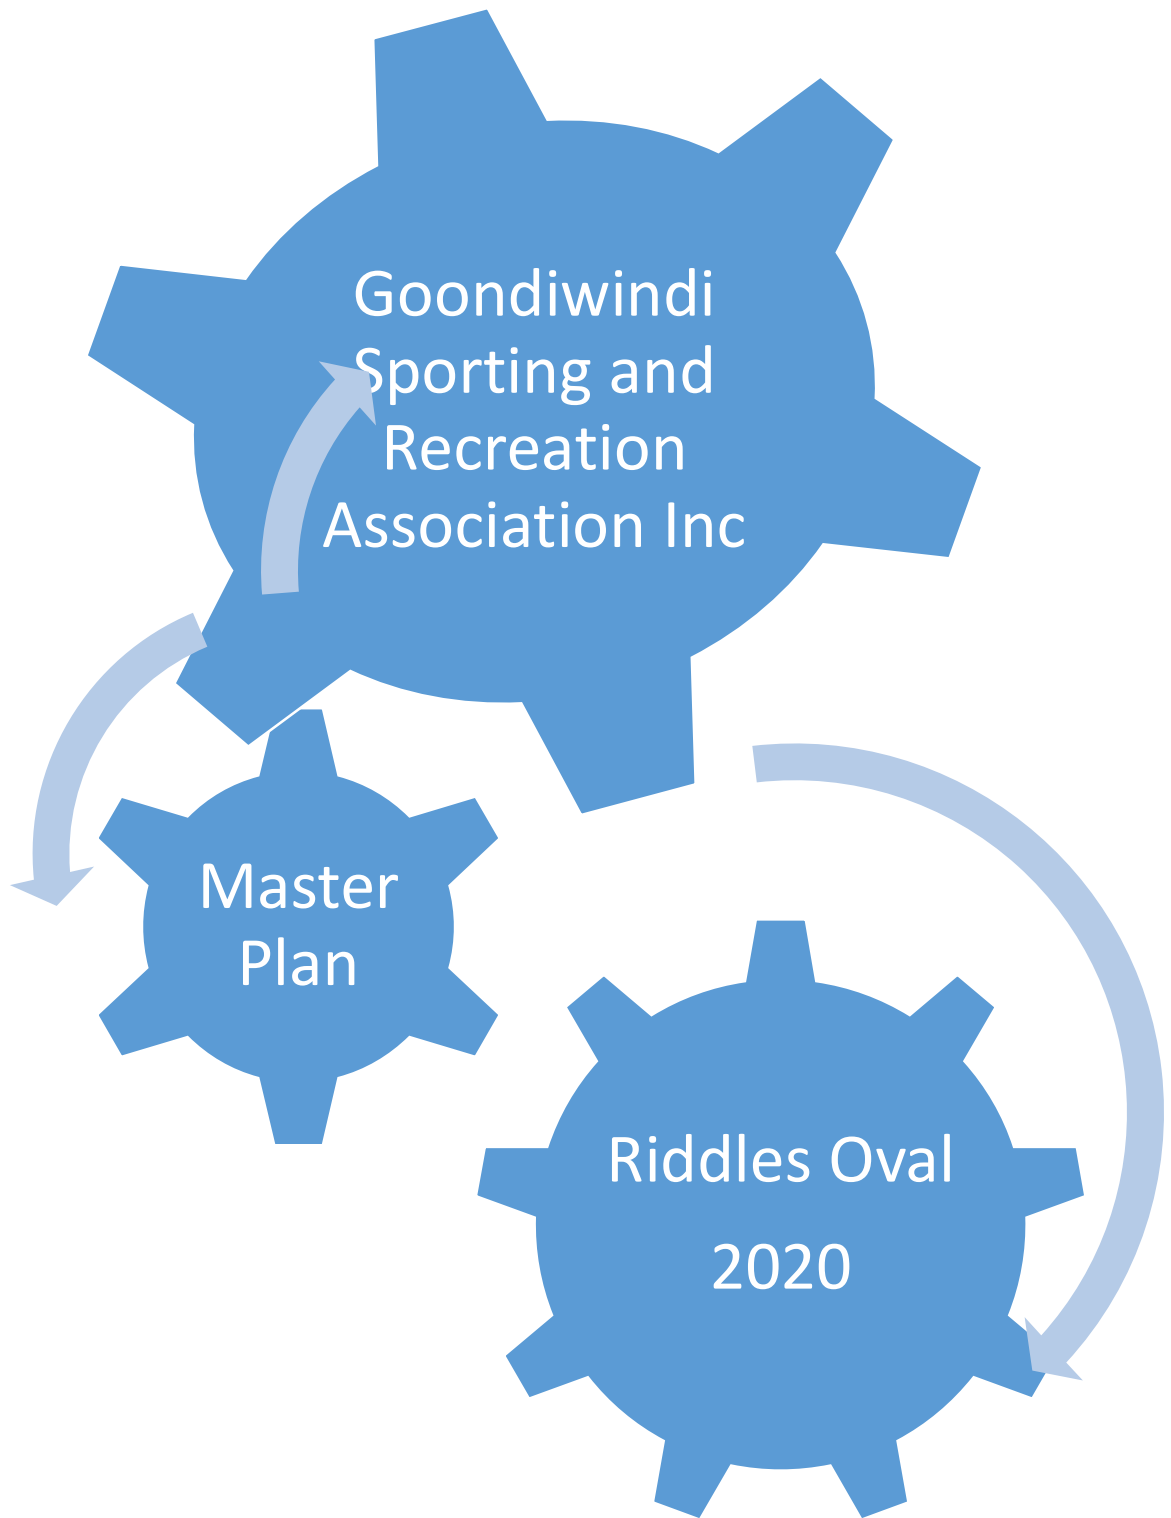 Goondiwindi
Sporting and
Recreation
Association Inc
Master
Plan
Riddles Oval
2020